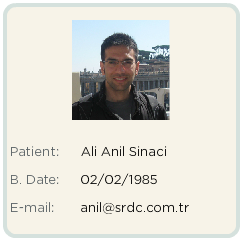 Patient: Ali Anil Sinaci
B. Date: 02/02/1985
E-mail: anil@srdc.com.tr